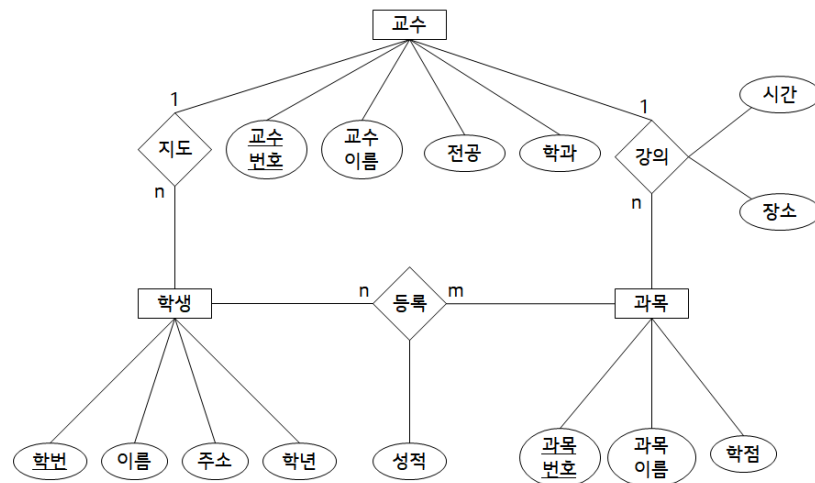 교수
1
1
시간
지도
교수
번호
교수
이름
전공
학과
강의
n
n
장소
학생
n
등록
m
과목
학번
이름
주소
학년
성적
과목
번호
과목
이름
학점